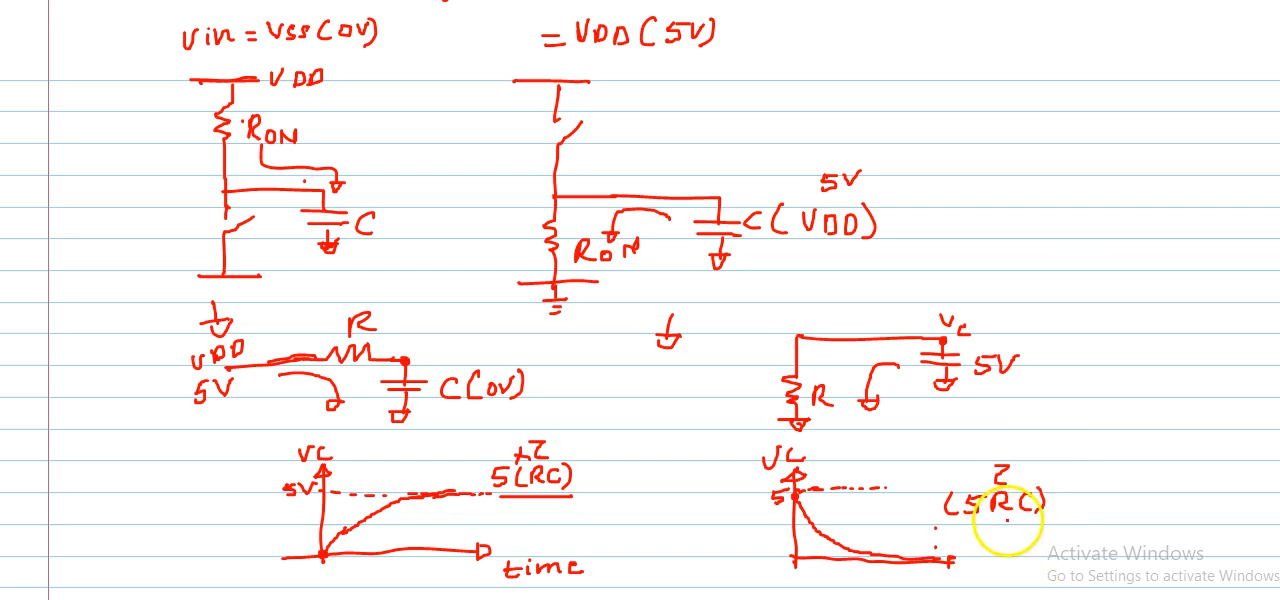 Vin = VSS(0V)
= VDD(5V)
VDD
RON
C
5V
C(VDD)
RON
R
VDD
5V
C(0V)
VC
5V
R
VC
5V
5(RC)
time
VC
5
(5RC)
Activate Windows
Go to Settings to activate Windows